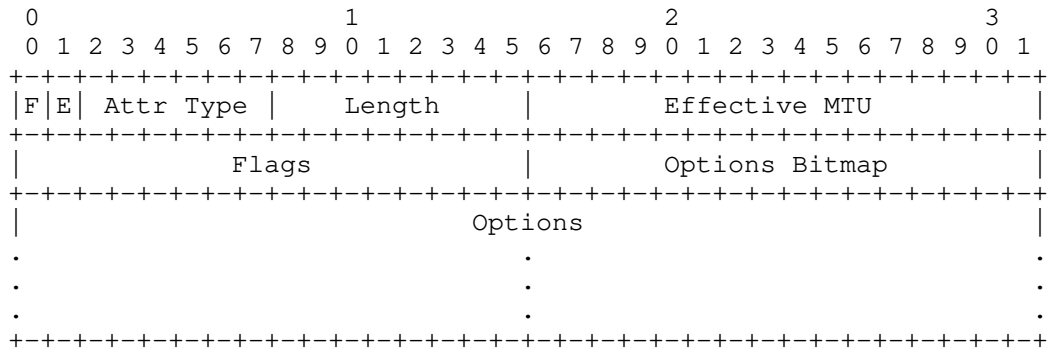 0                   1                   2                   3
 0 1 2 3 4 5 6 7 8 9 0 1 2 3 4 5 6 7 8 9 0 1 2 3 4 5 6 7 8 9 0 1
+-+-+-+-+-+-+-+-+-+-+-+-+-+-+-+-+-+-+-+-+-+-+-+-+-+-+-+-+-+-+-+-+
|F|E| Attr Type |    Length     |        Effective MTU          |
+-+-+-+-+-+-+-+-+-+-+-+-+-+-+-+-+-+-+-+-+-+-+-+-+-+-+-+-+-+-+-+-+
|             Flags             |        Options Bitmap         |
+-+-+-+-+-+-+-+-+-+-+-+-+-+-+-+-+-+-+-+-+-+-+-+-+-+-+-+-+-+-+-+-+
|                            Options                            |
.                               .                               .
.                               .                               .
.                               .                               .
+-+-+-+-+-+-+-+-+-+-+-+-+-+-+-+-+-+-+-+-+-+-+-+-+-+-+-+-+-+-+-+-+